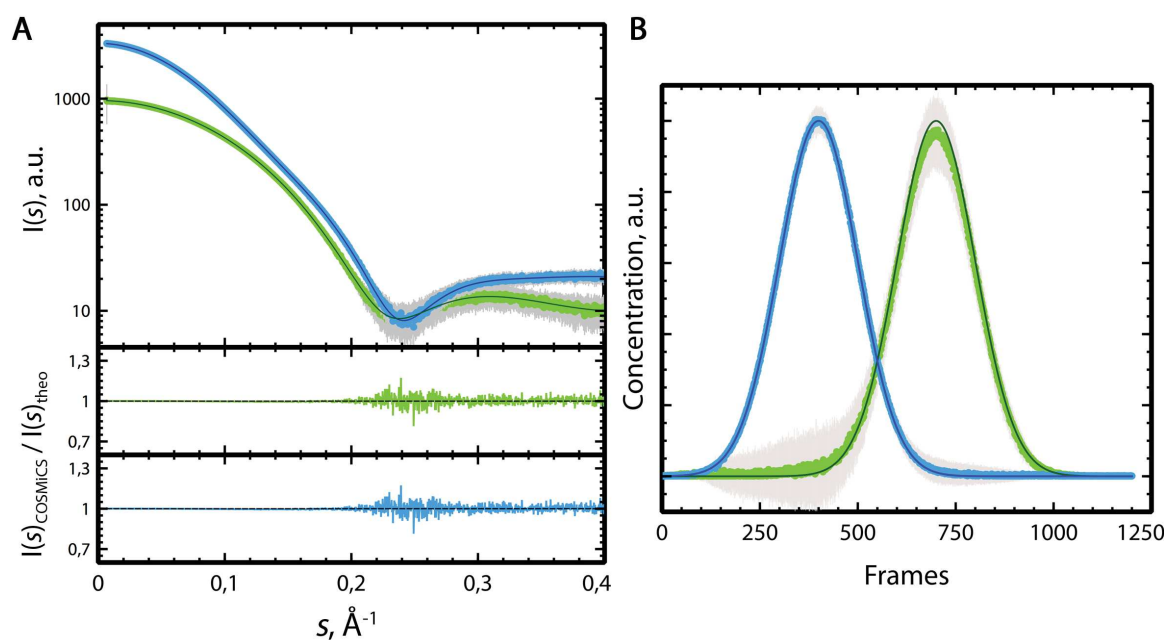 A
I(s), a.u.
1000
100
10
1,3
1
0,7
1,3
1
0,7
I(s)COSMiCS / I(s)theo
0
0,1
0,2
0,3
0,4
s, Å-1
B
Concentration, a.u.
0
250
500
750
1000
1250
Frames